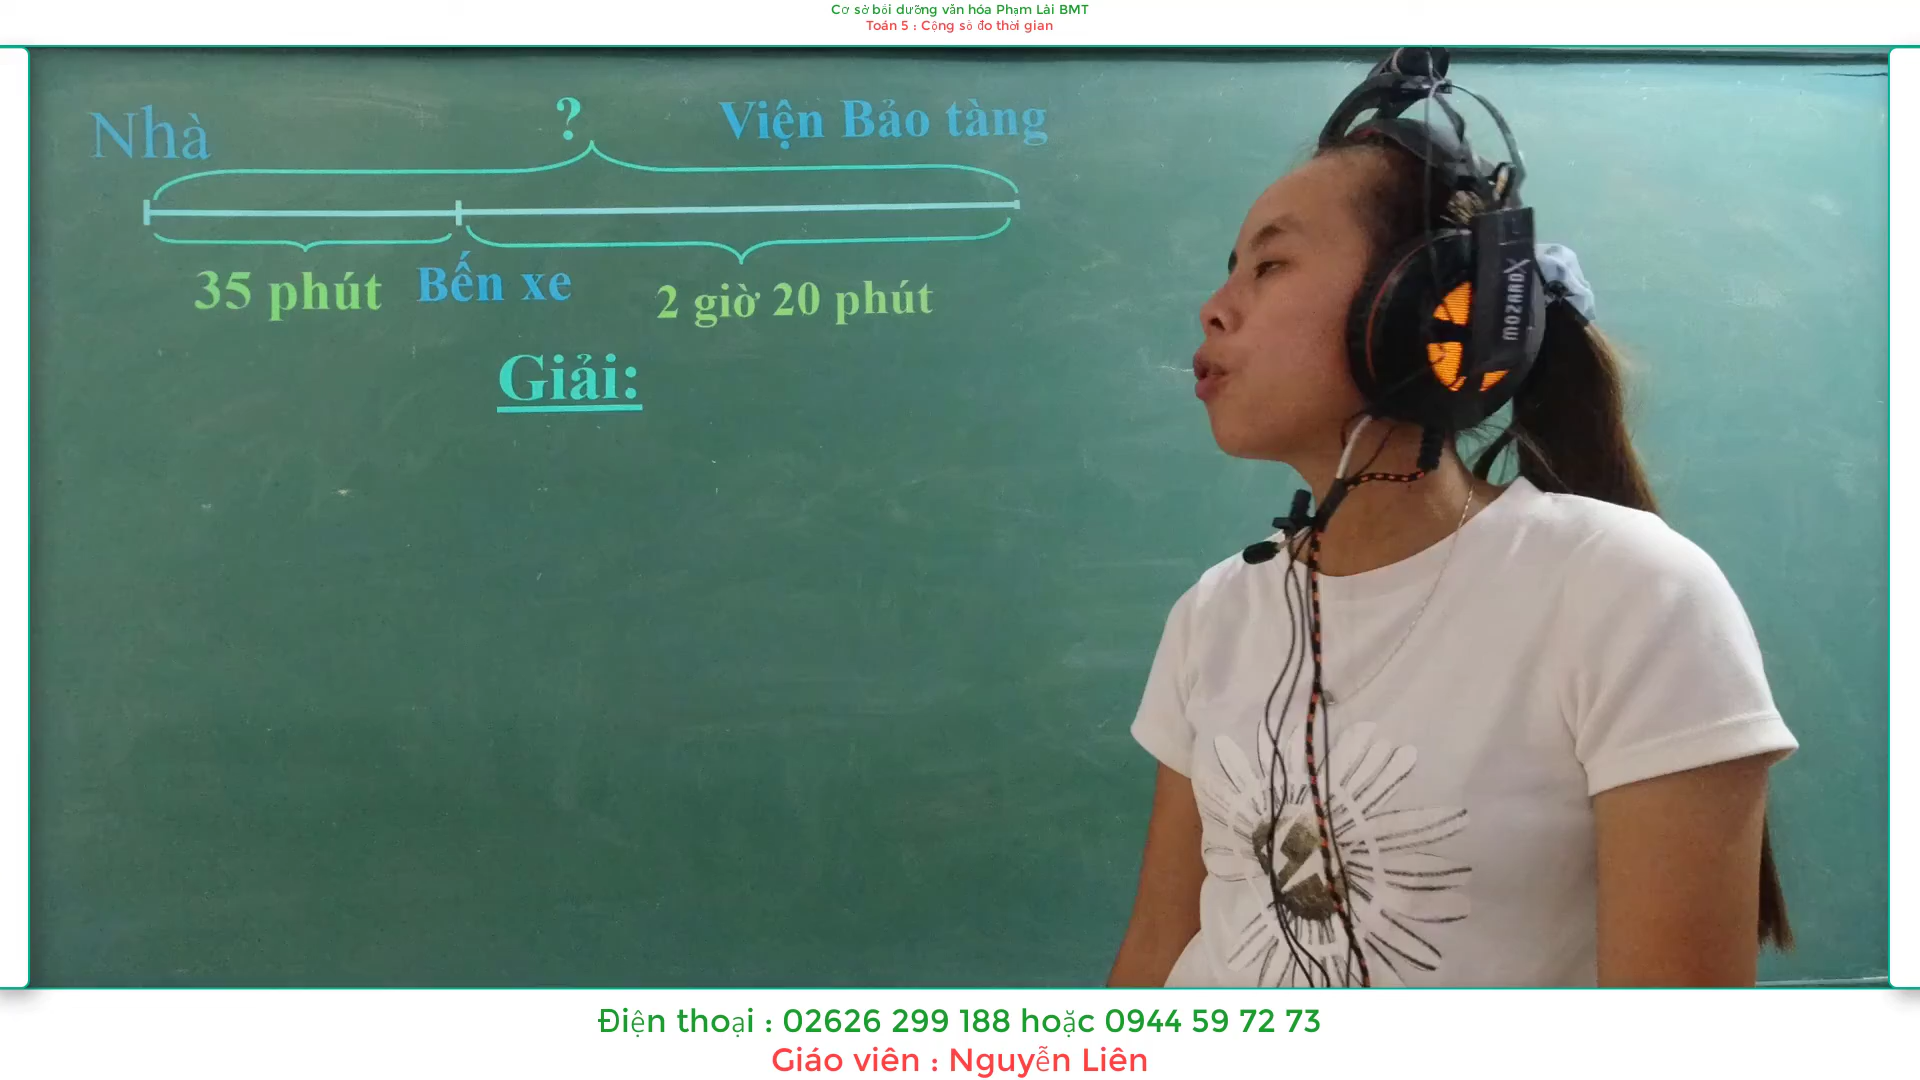 Cơ sở bồi dưỡng văn hóa Phạm Lài BMT
Toán 5 : Cộng số đo thời gian
Nhà
?
Viện Bảo tàng
35 phút
Bến xe
2 giờ 20 phút
Giải:
XOWASOM
Điện thoại : 02626 299 188 hoặc 0944 59 72 73
Giáo viên : Nguyễn Liên